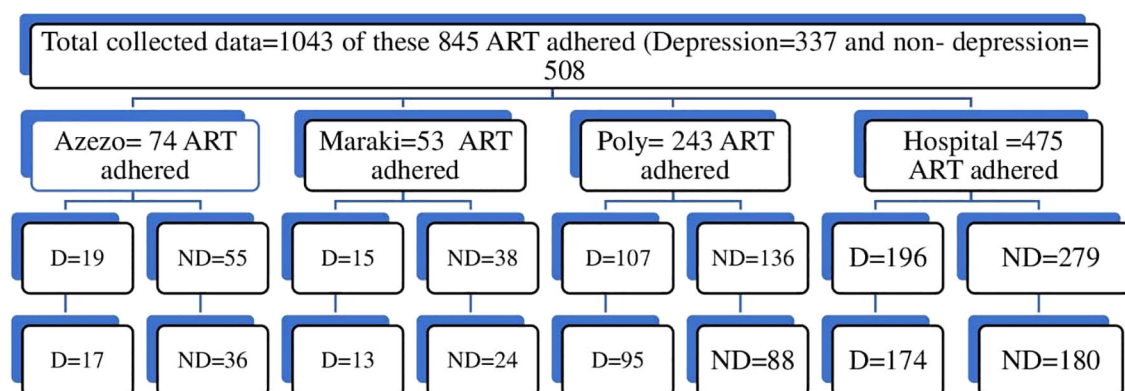 Total collected data=1043 of these 845 ART adhered (Depression=337 and non- depression=
508
Azezo= 74 ART
adhered
Maraki=53 ART
adhered
Poly= 243 ART
adhered
Hospital =475
ART adhered
D=19
ND=55
D=15
ND=38
D=107
ND=136
D=196
ND=279
D=17
ND=36
D=13
ND=24
D=95
ND=88
D=174
ND=180